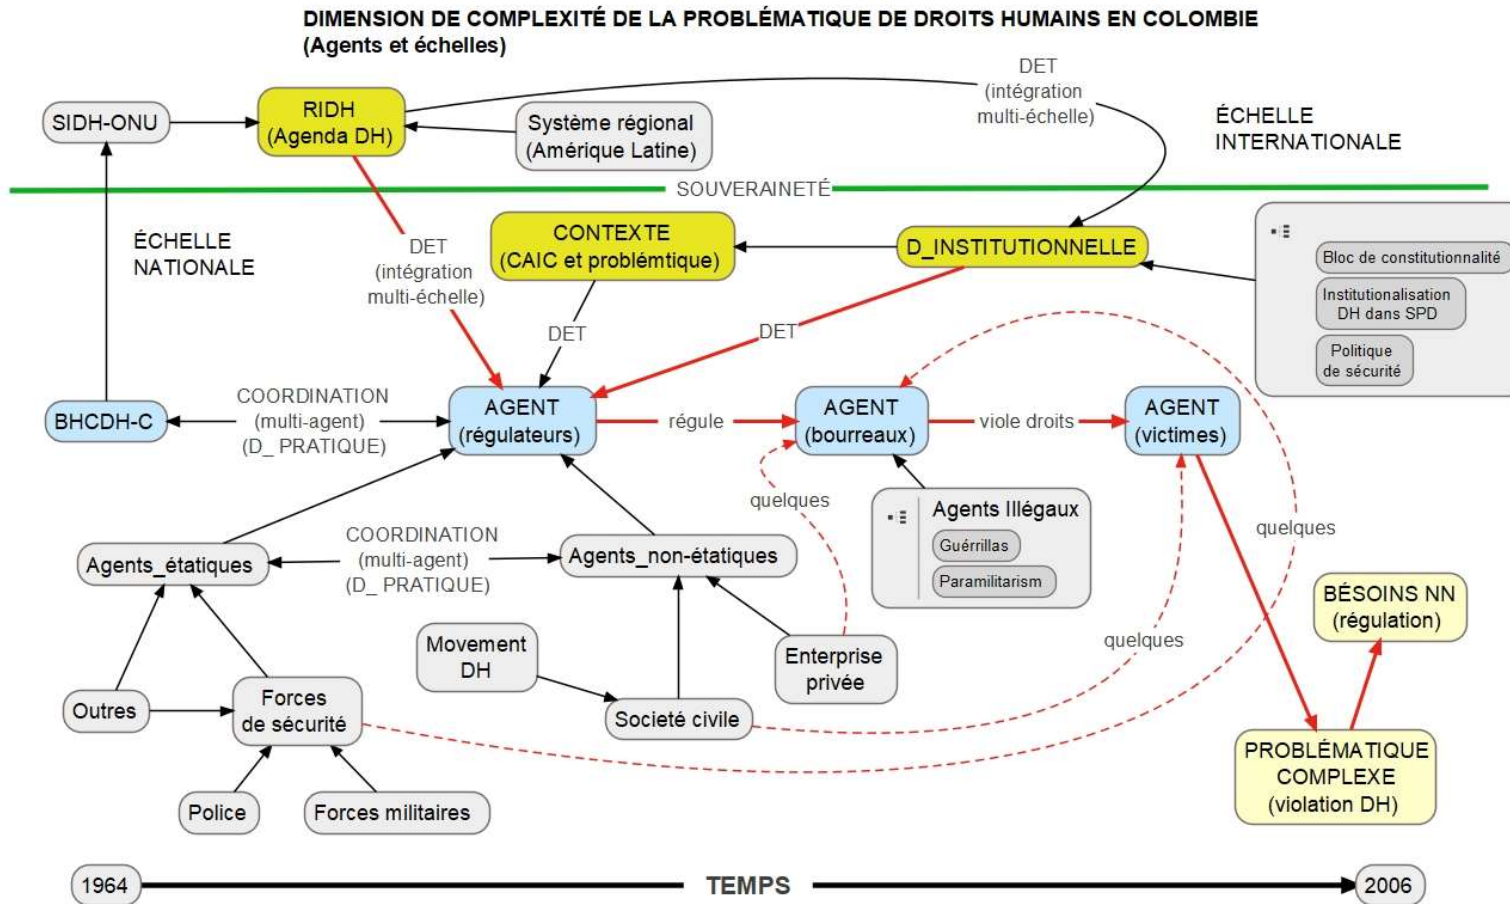 DIMENSION DE COMPLEXITÉ DE LA PROBLÉMATIQUE DE DROITS HUMAINS EN COLOMBIE
(Agents et échelles)
SIDH-ONU
RIDH
(Agenda DH)
Système régional
(Amérique Latine)
DET
(intégration
multi-échelle)
ÉCHELLE
INTERNATIONALE
SOUVERAINETÉ
ÉCHELLE
NATIONALE
DET
(intégration
multi-échelle)
CONTEXTE
(CAIC et problémtique)
D_INSTITUTIONNELLE
Bloc de constitutionnalité
Institutionalisation
DH dans SPD
Politique
de sécurité
DET
DET
BHCDH-C
COORDINATION
(multi-agent)
(D_ PRATIQUE)
AGENT
(régulateurs)
régule
AGENT
(bourreaux)
viole droits
AGENT
(victimes)
quelques
Agents Illégaux
Guérrillas
Paramilitarism
quelques
Agents_étatiques
COORDINATION
(multi-agent)
(D_ PRATIQUE)
Agents_non-étatiques
BÉSOINS NN
(régulation)
Movement
DH
Enterprise
privée
quelques
Outres
Forces
de sécurité
Societé civile
PROBLÉMATIQUE
COMPLEXE
(violation DH)
Police
Forces militaires
1964
TEMPS
2006